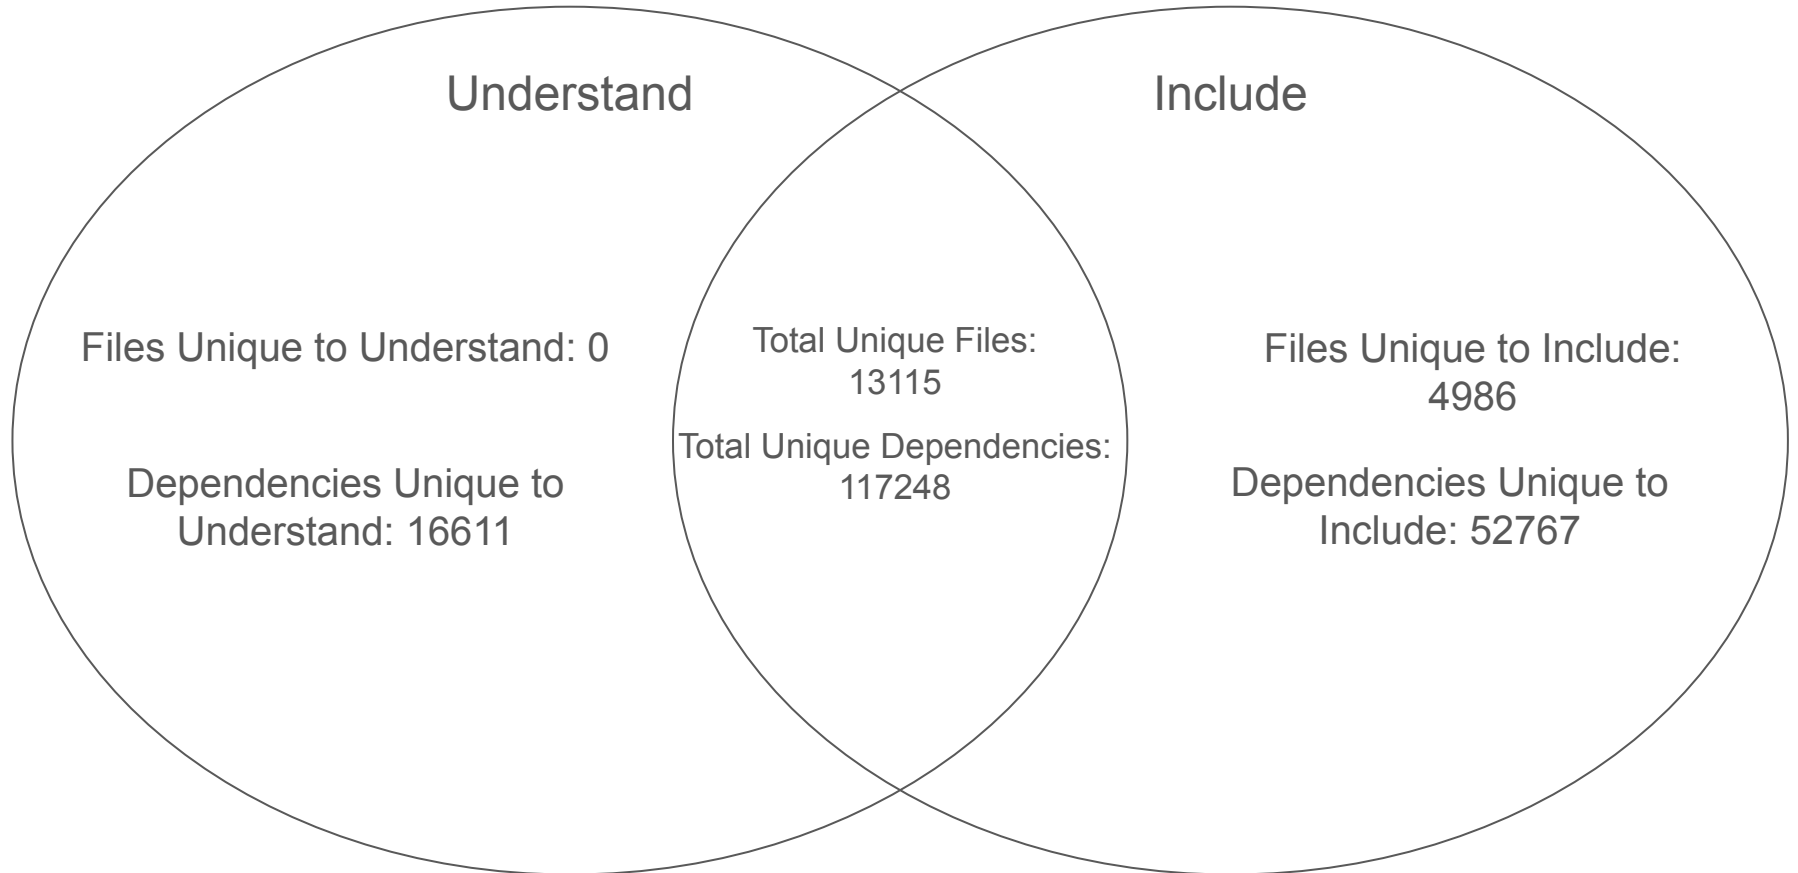 Understand
Include
Files Unique to Understand: 0
Dependencies Unique to
Understand: 16611
Total Unique Files:
13115
Total Unique Dependencies:
117248
Files Unique to Include:
4986
Dependencies Unique to
Include: 52767